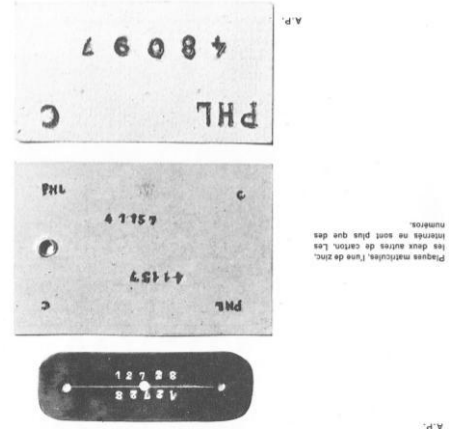 A.P.
12728
12728
Plaques matricules, l'une de zinc,
les deux autres de carton. Les
internés ne sont plus que des
numéros.
PHL C
41157
41157
PHL C
PHL C
48097
A.P.